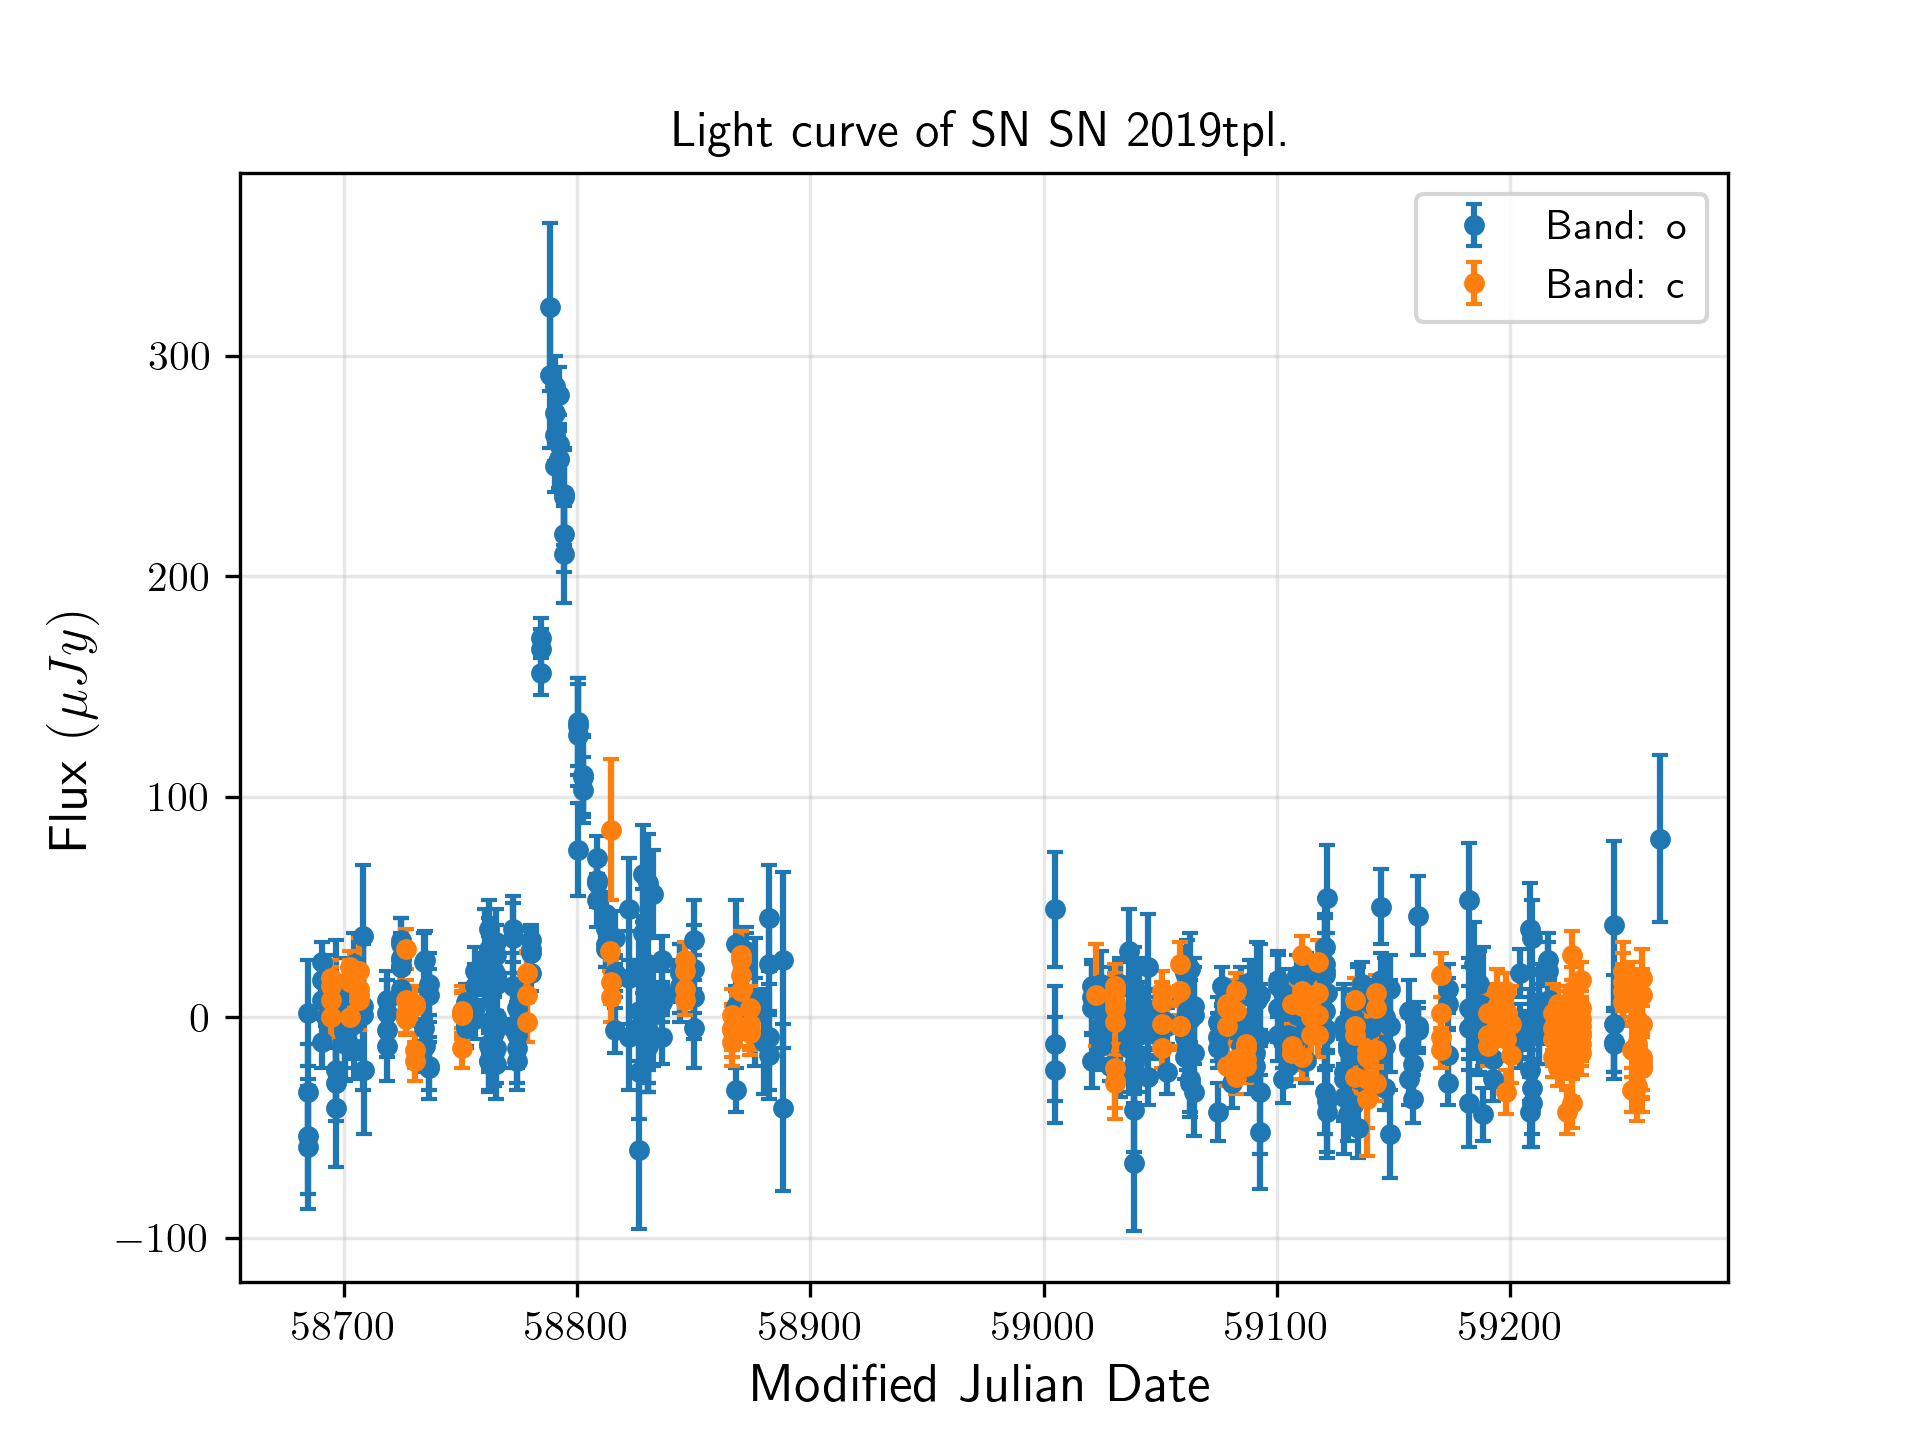 Light curve of SN SN 2019tpl.
Band: o
Band: c
Flux (μJy)
300
200
100
0
−100
58700 58800 58900 59000 59100 59200
Modified Julian Date